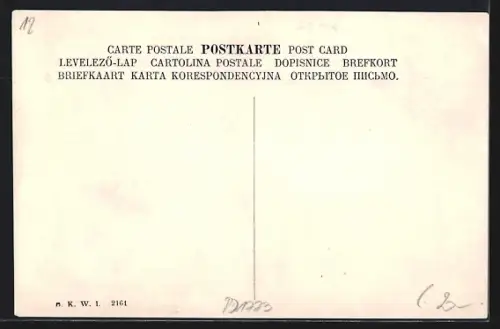 12
CARTE POSTALE POSTKARTE POST CARD
LEVELEZŐ-LAP CARTOLINA POSTALE DOPISNICE BREFKORT
BRIEFKAART KARTA KORESPONDENCYJNA ОТКРЫТОЕ ПИСЬМО.
K. W. I. 2161